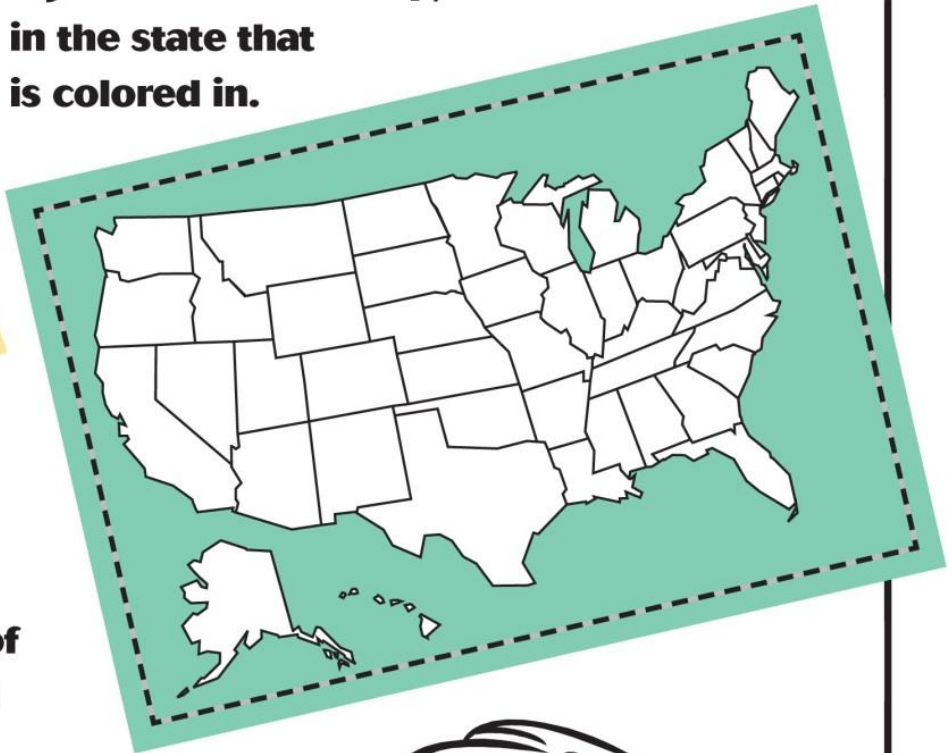 in the state that
is colored in.